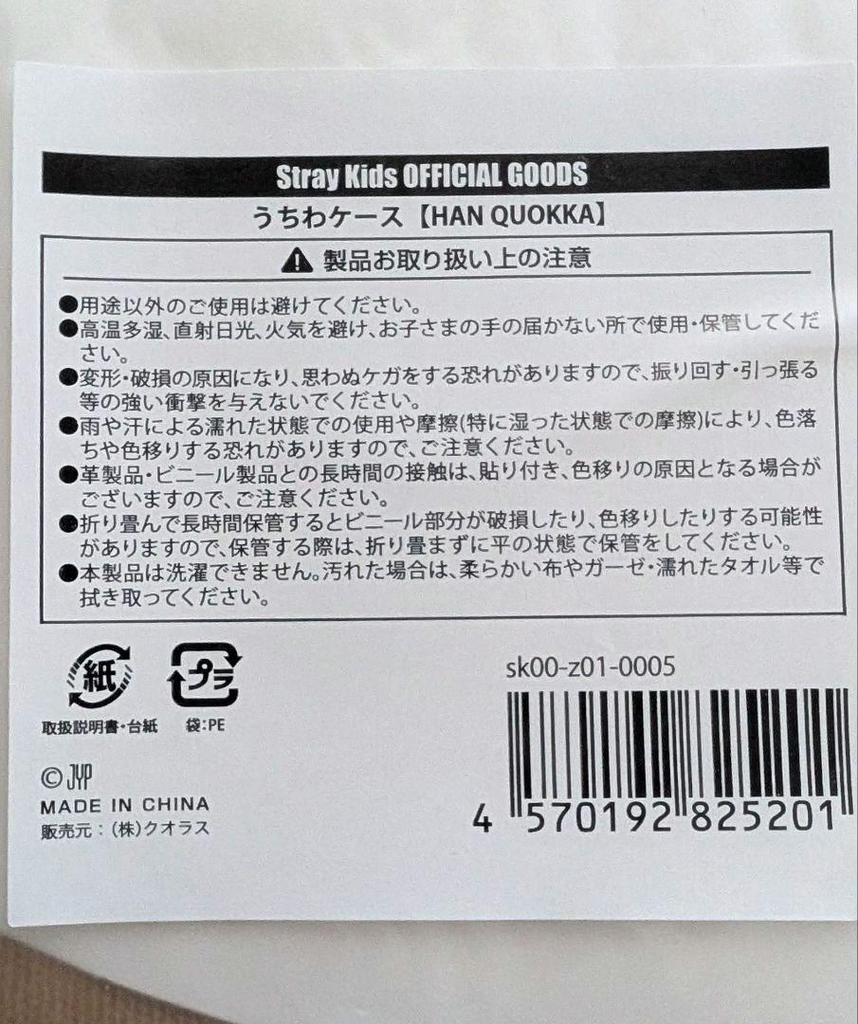 Stray Kids OFFICIAL GOODS
うちわケース【HAN QUOKKA】
製品お取り扱い上の注意
●用途以外のご使用は避けてください。
●高温多湿、直射日光、火気を避け、お子さまの手の届かない所で使用・保管してくだ
さい。
●変形・破損の原因になり、思わぬケガをする恐れがありますので、振り回す・引っ張る
等の強い衝撃を与えないでください。
●雨や汗による濡れた状態での使用や摩擦(特に湿った状態での摩擦)により、色落
ちや色移りする恐れがありますので、ご注意ください。
●革製品・ビニール製品との長時間の接触は、貼り付き、色移りの原因となる場合が
ございますので、ご注意ください。
●折り畳んで長時間保管するとビニール部分が破損したり、色移りしたりする可能性
がありますので、保管する際は、折り畳まずに平の状態で保管をしてください。
●本製品は洗濯できません。汚れた場合は、柔らかい布やガーゼ・濡れたタオル等で
拭き取ってください。
紙 プラ
取扱説明書・台紙 袋:PE
sk00-z01-0005
4 570192 825201
© JYP
MADE IN CHINA
販売元:(株)クオラス